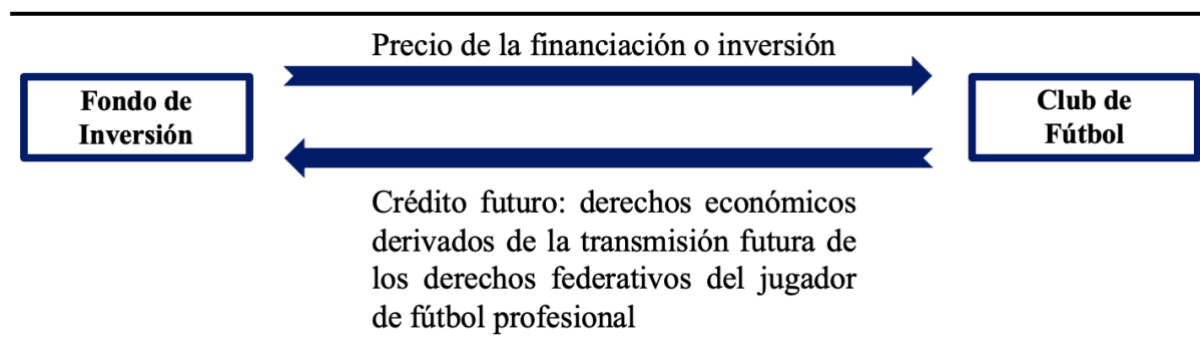 Precio de la financiación o inversión
Fondo de
Inversión
Club de
Fútbol
Crédito futuro: derechos económicos
derivados de la transmisión futura de
los derechos federativos del jugador
de fútbol profesional